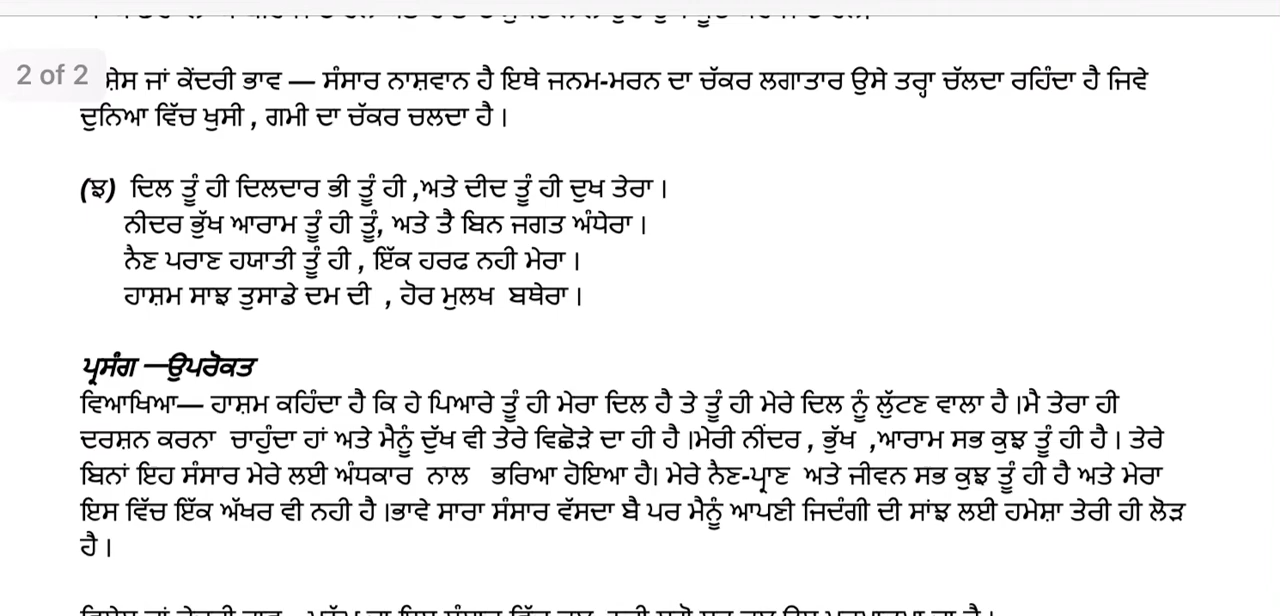 2 of 2
ਸ਼ੇਸ ਜਾਂ ਕੇਂਦਰੀ ਭਾਵ — ਸੰਸਾਰ ਨਾਸ਼ਵਾਨ ਹੈ ਇਥੇ ਜਨਮ-ਮਰਨ ਦਾ ਚੱਕਰ ਲਗਾਤਾਰ ਉਸੇ ਤਰ੍ਹਾ ਚੱਲਦਾ ਰਹਿੰਦਾ ਹੈ ਜਿਵੇ
ਦੁਨਿਆ ਵਿੱਚ ਖੁਸੀ , ਗਮੀ ਦਾ ਚੱਕਰ ਚਲਦਾ ਹੈ ।
(ਝ) ਦਿਲ ਤੂੰ ਹੀ ਦਿਲਦਾਰ ਭੀ ਤੂੰ ਹੀ ,ਅਤੇ ਦੀਦ ਤੂੰ ਹੀ ਦੁਖ ਤੇਰਾ ।
ਨੀਦਰ ਭੁੱਖ ਆਰਾਮ ਤੂੰ ਹੀ ਤੂੰ, ਅਤੇ ਤੈ ਬਿਨ ਜਗਤ ਅੰਧੇਰਾ ।
ਨੈਣ ਪਰਾਣ ਹਯਾਤੀ ਤੂੰ ਹੀ , ਇੱਕ ਹਰਫ ਨਹੀ ਮੇਰਾ ।
ਹਾਸ਼ਮ ਸਾਝ ਤੁਸਾਡੇ ਦਮ ਦੀ , ਹੋਰ ਮੁਲਖ ਬਥੇਰਾ ।
ਪ੍ਰਸੰਗ —ਉਪਰੋਕਤ
ਵਿਆਖਿਆ— ਹਾਸ਼ਮ ਕਹਿੰਦਾ ਹੈ ਕਿ ਹੇ ਪਿਆਰੇ ਤੂੰ ਹੀ ਮੇਰਾ ਦਿਲ ਹੈ ਤੇ ਤੂੰ ਹੀ ਮੇਰੇ ਦਿਲ ਨੂੰ ਲੁੱਟਣ ਵਾਲਾ ਹੈ ।ਮੈ ਤੇਰਾ ਹੀ
ਦਰਸ਼ਨ ਕਰਨਾ ਚਾਹੁੰਦਾ ਹਾਂ ਅਤੇ ਮੈਨੂੰ ਦੁੱਖ ਵੀ ਤੇਰੇ ਵਿਛੋੜੇ ਦਾ ਹੀ ਹੈ ।ਮੇਰੀ ਨੀਂਦਰ , ਭੁੱਖ ,ਆਰਾਮ ਸਭ ਕੁਝ ਤੂੰ ਹੀ ਹੈ । ਤੇਰੇ
ਬਿਨਾਂ ਇਹ ਸੰਸਾਰ ਮੇਰੇ ਲਈ ਅੰਧਕਾਰ ਨਾਲ ਭਰਿਆ ਹੋਇਆ ਹੈ। ਮੇਰੇ ਨੈਣ-ਪ੍ਰਾਣ ਅਤੇ ਜੀਵਨ ਸਭ ਕੁਝ ਤੂੰ ਹੀ ਹੈ ਅਤੇ ਮੇਰਾ
ਇਸ ਵਿੱਚ ਇੱਕ ਅੱਖਰ ਵੀ ਨਹੀ ਹੈ ।ਭਾਵੇ ਸਾਰਾ ਸੰਸਾਰ ਵੱਸਦਾ ਬੈ ਪਰ ਮੈਨੂੰ ਆਪਣੀ ਜਿਦੰਗੀ ਦੀ ਸਾਂਝ ਲਈ ਹਮੇਸ਼ਾ ਤੇਰੀ ਹੀ ਲੋੜ
ਹੈ ।